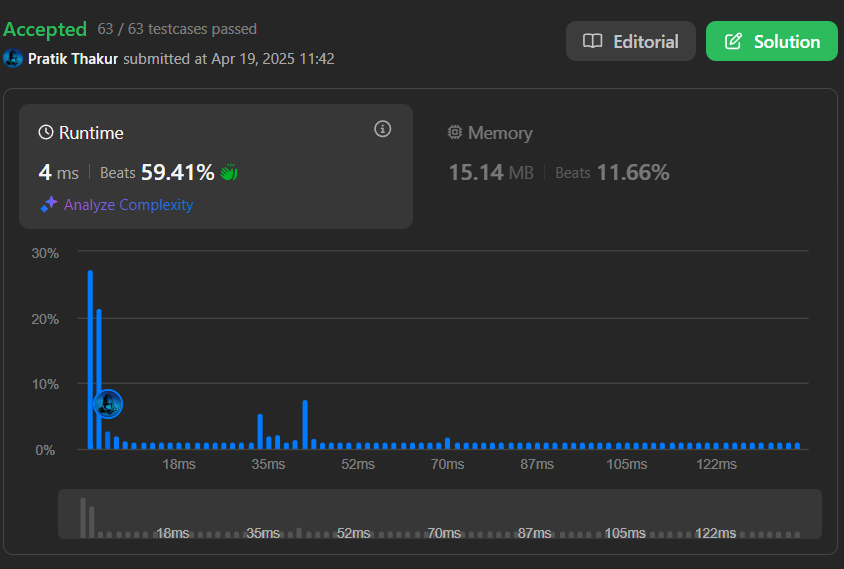 Accepted 63 / 63 testcases passed
Pratik Thakur submitted at Apr 19, 2025 11:42
Editorial
Solution
Runtime
4 ms Beats 59.41%
Analyze Complexity
Memory
15.14 MB Beats 11.66%
30%
20%
10%
0%
18ms 35ms 52ms 70ms 87ms 105ms 122ms
18ms 35ms 52ms 70ms 87ms 105ms 122ms